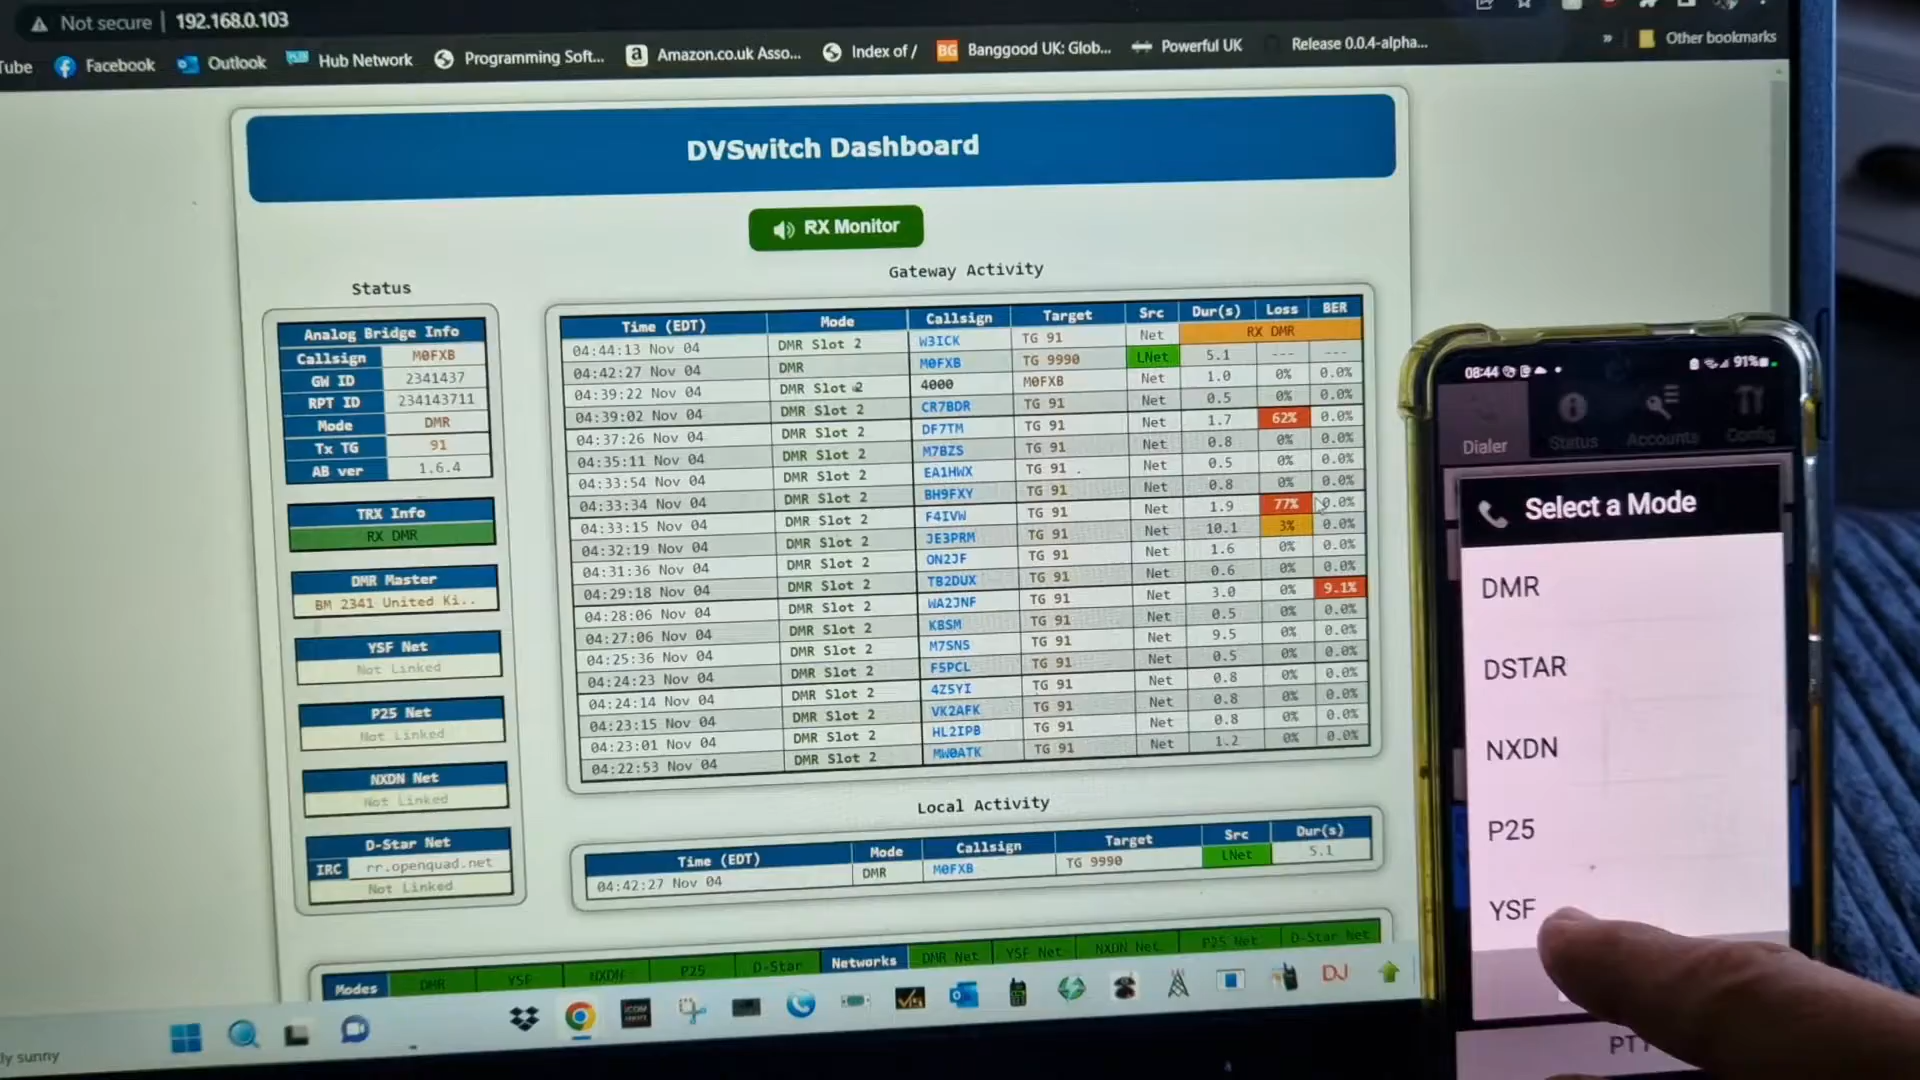 Not secure | 192.168.0.103
Tube Facebook Outlook Hub Network Programming Soft... Amazon.co.uk Asso... Index of / Banggood UK: Glob... Powerful UK Release 0.0.4-alpha... » Other bookmarks
DVSwitch Dashboard
RX Monitor
Status
Analog Bridge Info
Callsign M0FXB
GW ID 2341437
RPT ID 234143711
Mode DMR
Tx TG 91
AB ver 1.6.4
TRX Info
RX DMR
DMR Master
BM 2341 United Ki..
YSF Net
Not Linked
P25 Net
Not Linked
NXDN Net
Not Linked
D-Star Net
IRC rr.openquad.net
Not Linked
Gateway Activity
Time (EDT) Mode Callsign Target Src Dur(s) Loss BER
04:44:13 Nov 04 DMR Slot 2 W3ICK TG 91 Net RX DMR
04:42:27 Nov 04 DMR M0FXB TG 9990 LNet 5.1 --- ---
04:39:22 Nov 04 DMR Slot 2 4000 M0FXB Net 1.0 0% 0.0%
04:39:02 Nov 04 DMR Slot 2 CR7BDR TG 91 Net 0.5 0% 0.0%
04:37:26 Nov 04 DMR Slot 2 DF7TM TG 91 Net 1.7 62% 0.0%
04:35:11 Nov 04 DMR Slot 2 M7BZS TG 91 Net 0.8 0% 0.0%
04:33:54 Nov 04 DMR Slot 2 EA1HWX TG 91 Net 0.5 0% 0.0%
04:33:34 Nov 04 DMR Slot 2 BH9FXY TG 91 Net 0.8 0% 0.0%
04:33:15 Nov 04 DMR Slot 2 F4IVW TG 91 Net 1.9 77% 0.0%
04:32:19 Nov 04 DMR Slot 2 JE3PRM TG 91 Net 10.1 3% 0.0%
04:31:36 Nov 04 DMR Slot 2 ON2JF TG 91 Net 1.6 0% 0.0%
04:29:18 Nov 04 DMR Slot 2 TB2DUX TG 91 Net 0.6 0% 0.0%
04:28:06 Nov 04 DMR Slot 2 WA2JNF TG 91 Net 3.0 0% 9.1%
04:27:06 Nov 04 DMR Slot 2 KB5M TG 91 Net 0.5 0% 0.0%
04:25:36 Nov 04 DMR Slot 2 M7SNS TG 91 Net 9.5 0% 0.0%
04:24:23 Nov 04 DMR Slot 2 F5PCL TG 91 Net 0.5 0% 0.0%
04:24:14 Nov 04 DMR Slot 2 4Z5YI TG 91 Net 0.8 0% 0.0%
04:23:15 Nov 04 DMR Slot 2 VK2AFK TG 91 Net 0.8 0% 0.0%
04:23:01 Nov 04 DMR Slot 2 HL2IPB TG 91 Net 0.8 0% 0.0%
04:22:53 Nov 04 DMR Slot 2 MW0ATK TG 91 Net 1.2 0% 0.0%
Local Activity
Time (EDT) Mode Callsign Target Src Dur(s)
04:42:27 Nov 04 DMR M0FXB TG 9990 LNet 5.1
Modes DMR YSF NXDN P25 D-Star Networks DMR Net YSF Net NXDN Net P25 Net D-Star Net
ICOM
DJ
ly sunny
08:44 91%
Dialer Status Accounts Config
Select a Mode
DMR
DSTAR
NXDN
P25
YSF
PTT